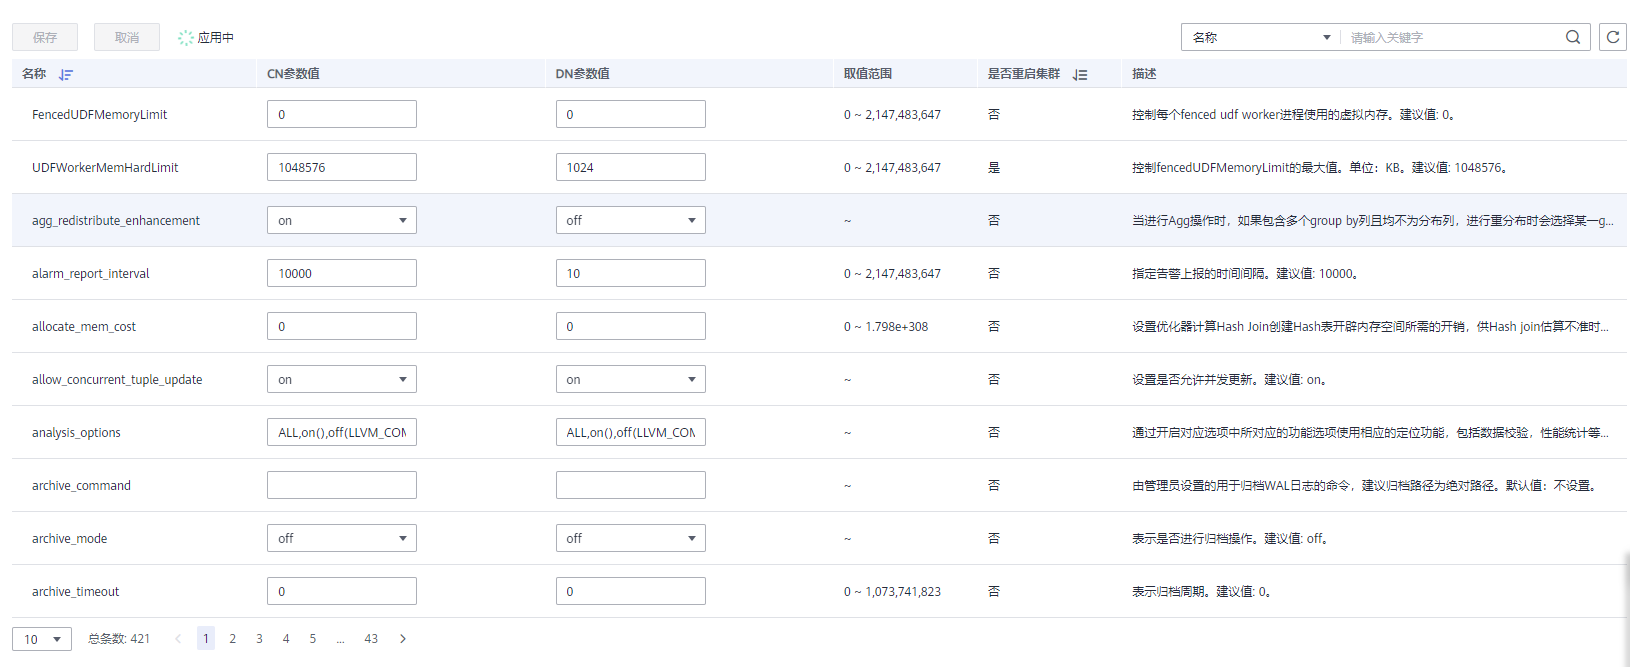 保存 取消 应用中 名称 请输入关键字
名称 CN参数值 DN参数值 取值范围 是否重启集群 描述
FencedUDFMemoryLimit 0 0 0 ~ 2,147,483,647 否 控制每个fenced udf worker进程使用的虚拟内存。建议值: 0。
UDFWorkerMemHardLimit 1048576 1024 0 ~ 2,147,483,647 是 控制fencedUDFMemoryLimit的最大值。单位：KB。建议值: 1048576。
agg_redistribute_enhancement on off ~ 否 当进行Agg操作时，如果包含多个group by列且均不为分布列，进行重分布时会选择某一g...
alarm_report_interval 10000 10 0 ~ 2,147,483,647 否 指定告警上报的时间间隔。建议值: 10000。
allocate_mem_cost 0 0 0 ~ 1.798e+308 否 设置优化器计算Hash Join创建Hash表开辟内存空间所需的开销，供Hash join估算不准时...
allow_concurrent_tuple_update on on ~ 否 设置是否允许并发更新。建议值: on。
analysis_options ALL,on(),off(LLVM_CON ALL,on(),off(LLVM_CON ~ 否 通过开启对应选项中所对应的功能选项使用相应的定位功能，包括数据校验，性能统计等...
archive_command ~ 否 由管理员设置的用于归档WAL日志的命令，建议归档路径为绝对路径。默认值：不设置。
archive_mode off off ~ 否 表示是否进行归档操作。建议值: off。
archive_timeout 0 0 0 ~ 1,073,741,823 否 表示归档周期。建议值: 0。
10 总条数: 421 < 1 2 3 4 5 ... 43 >